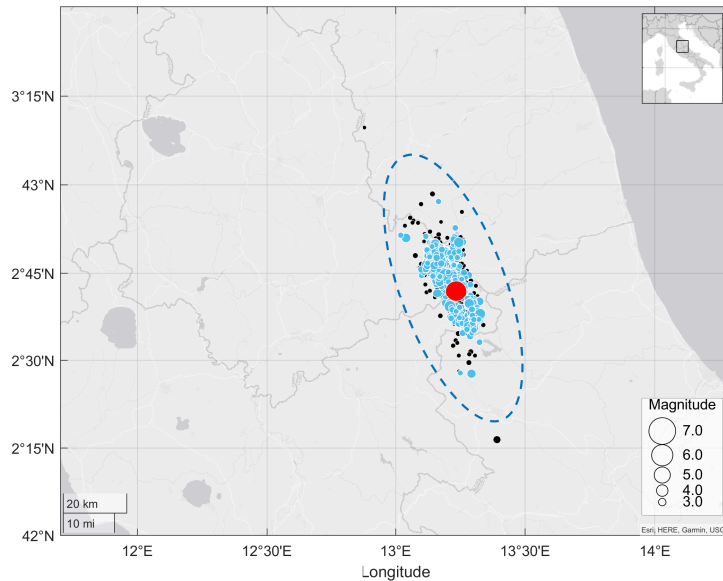 3°15'N
43°N
2°45'N
2°30'N
2°15'N
42°N
12°E
12°30'E
13°E
13°30'E
14°E
Longitude
20 km
10 mi
Magnitude
7.0
6.0
5.0
4.0
3.0
Esri, HERE, Garmin, USG